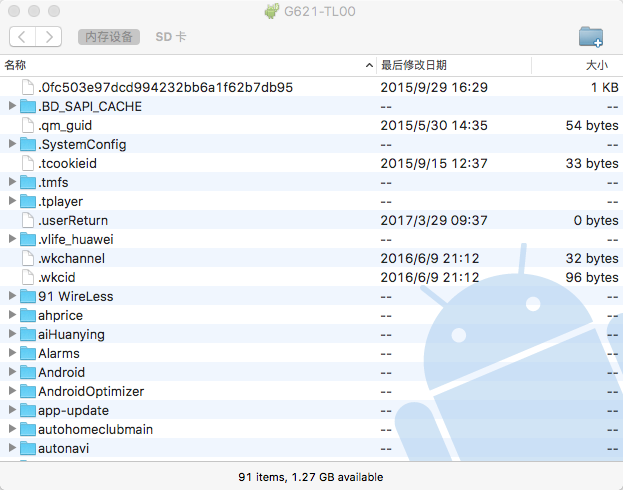 G621-TL00
内存设备 SD 卡
名称 最后修改日期 大小
.0fc503e97dcd994232bb6a1f62b7db95 2015/9/29 16:29 1 KB
.BD_SAPI_CACHE -- --
.qm_guid 2015/5/30 14:35 54 bytes
.SystemConfig -- --
.tcookieid 2015/9/15 12:37 33 bytes
.tmfs -- --
.tplayer -- --
.userReturn 2017/3/29 09:37 0 bytes
.vlife_huawei -- --
.wkchannel 2016/6/9 21:12 32 bytes
.wkcid 2016/6/9 21:12 96 bytes
91 WireLess -- --
ahprice -- --
aiHuanying -- --
Alarms -- --
Android -- --
AndroidOptimizer -- --
app-update -- --
autohomeclubmain -- --
autonavi -- --
91 items, 1.27 GB available